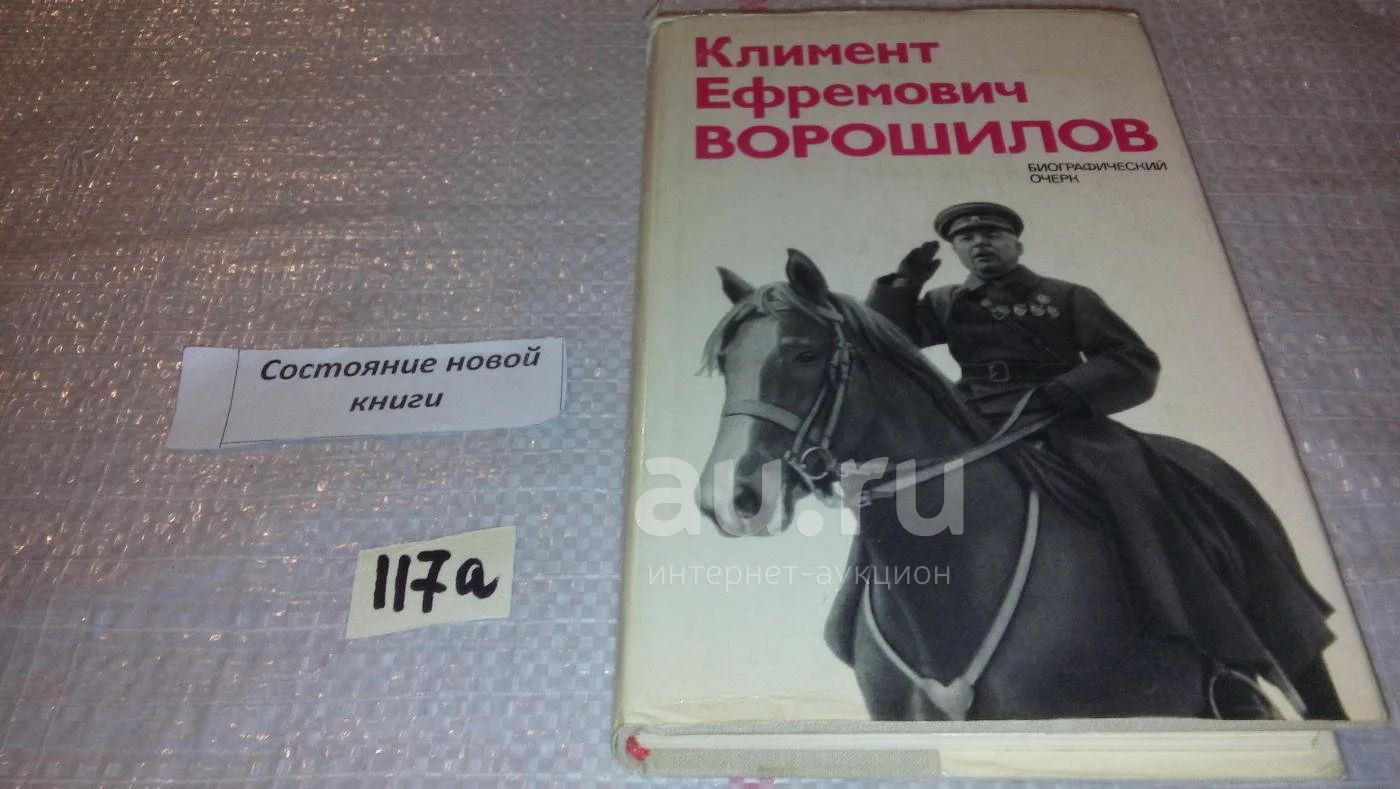 Климент
Ефремович
ВОРОШИЛОВ
БИОГРАФИЧЕСКИЙ
ОЧЕРК
Состояние новой
книги
117а
au.ru
интернет-аукцион